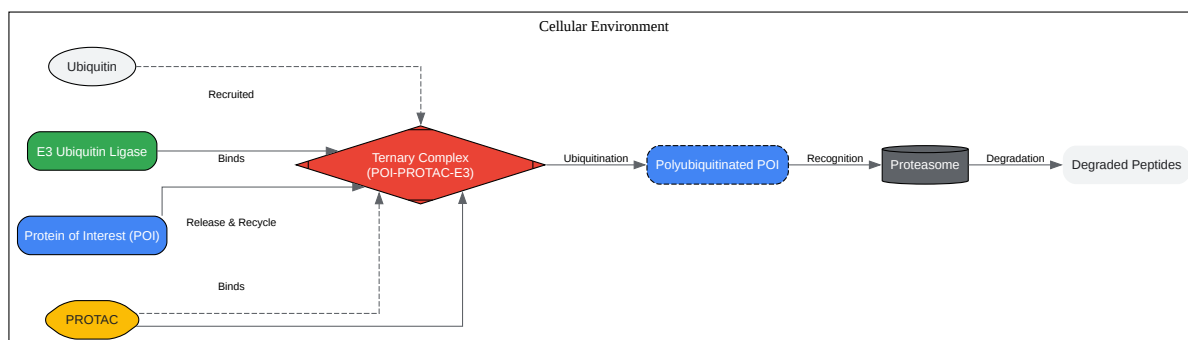 Cellular Environment
Ubiquitin
Recruited
E3 Ubiquitin Ligase
Binds
Ternary Complex
(POI-PROTAC-E3)
Ubiquitination
Polyubiquitinated POI
Recognition
Proteasome
Degradation
Degraded Peptides
Protein of Interest (POI)
Release & Recycle
Binds
PROTAC